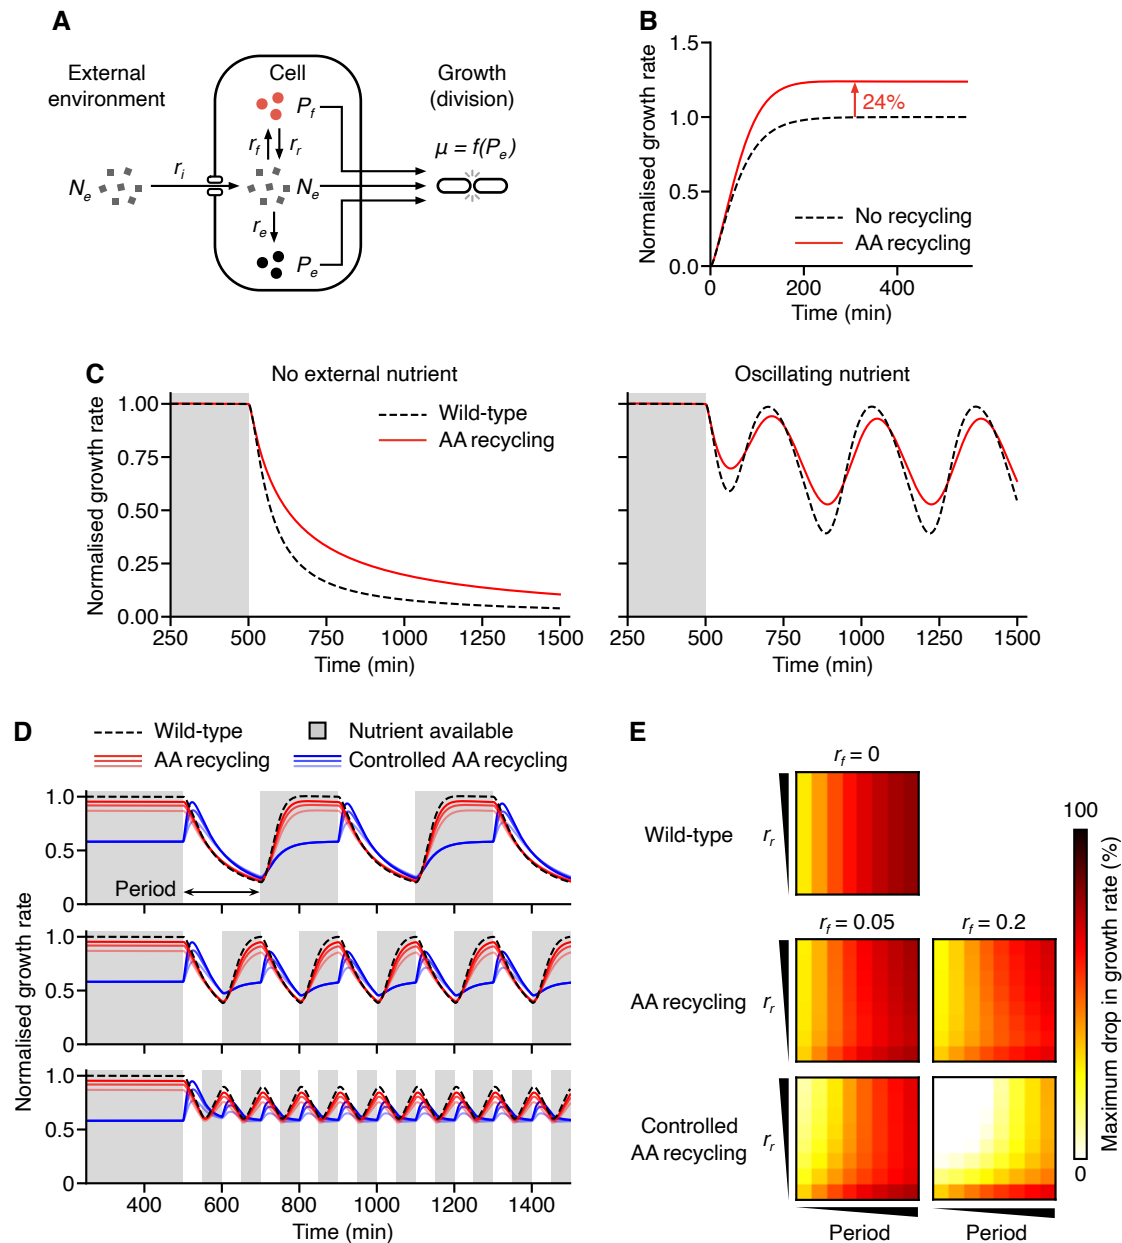 A
External
environment
Cell
Growth
(division)
P_f
r_f
r_r
μ = f(P_e)
N_e
r_i
N_e
r_e
P_e
B
Normalised growth rate
1.5
1.0
0.5
0.0
24%
No recycling
AA recycling
0
200
400
Time (min)
C
No external nutrient
Normalised growth rate
1.00
0.75
0.50
0.25
0.00
Wild-type
AA recycling
250
500
750
1000
1250
1500
Time (min)
Oscillating nutrient
250
500
750
1000
1250
1500
Time (min)
D
Wild-type
Nutrient available
AA recycling
Controlled AA recycling
Normalised growth rate
1.0
0.5
0
Period
1.0
0.5
0
1.0
0.5
0
400
600
800
1000
1200
1400
Time (min)
E
r_f = 0
Wild-type
r_r
r_f = 0.05
r_f = 0.2
AA recycling
r_r
Controlled
AA recycling
r_r
Period
Period
100
0
Maximum drop in growth rate (%)